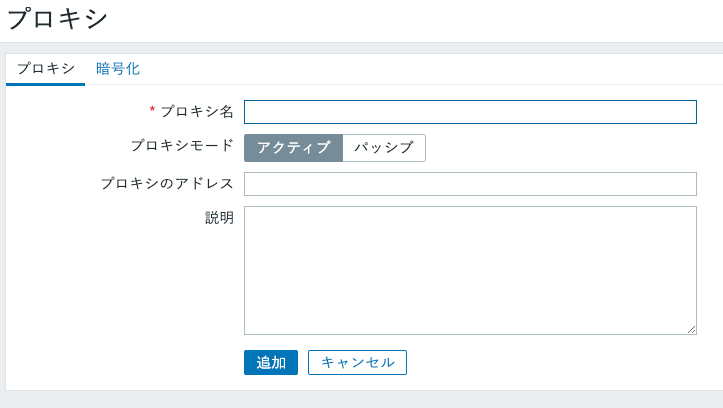 プロキシ
プロキシ 暗号化
* プロキシ名
プロキシモード アクティブ パッシブ
プロキシのアドレス
説明
追加 キャンセル